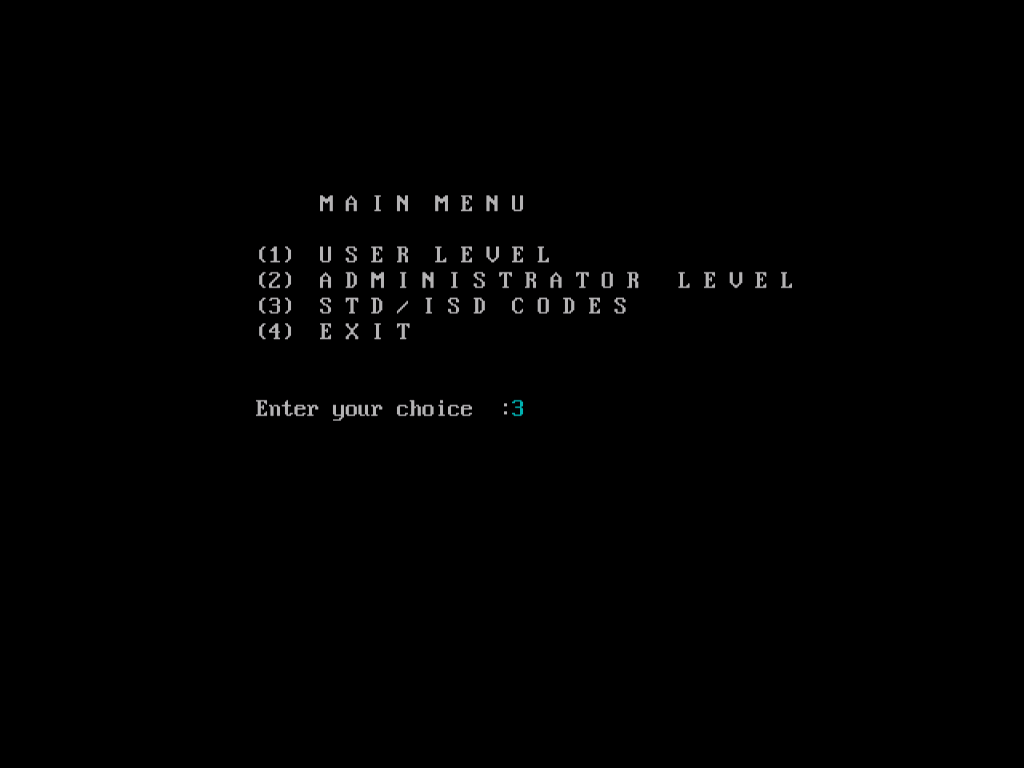 M A I N  M E N U
(1)  U S E R  L E V E L
(2)  A D M I N I S T R A T O R   L E V E L
(3)  S T D / I S D  C O D E S
(4)  E X I T
Enter your choice  :3